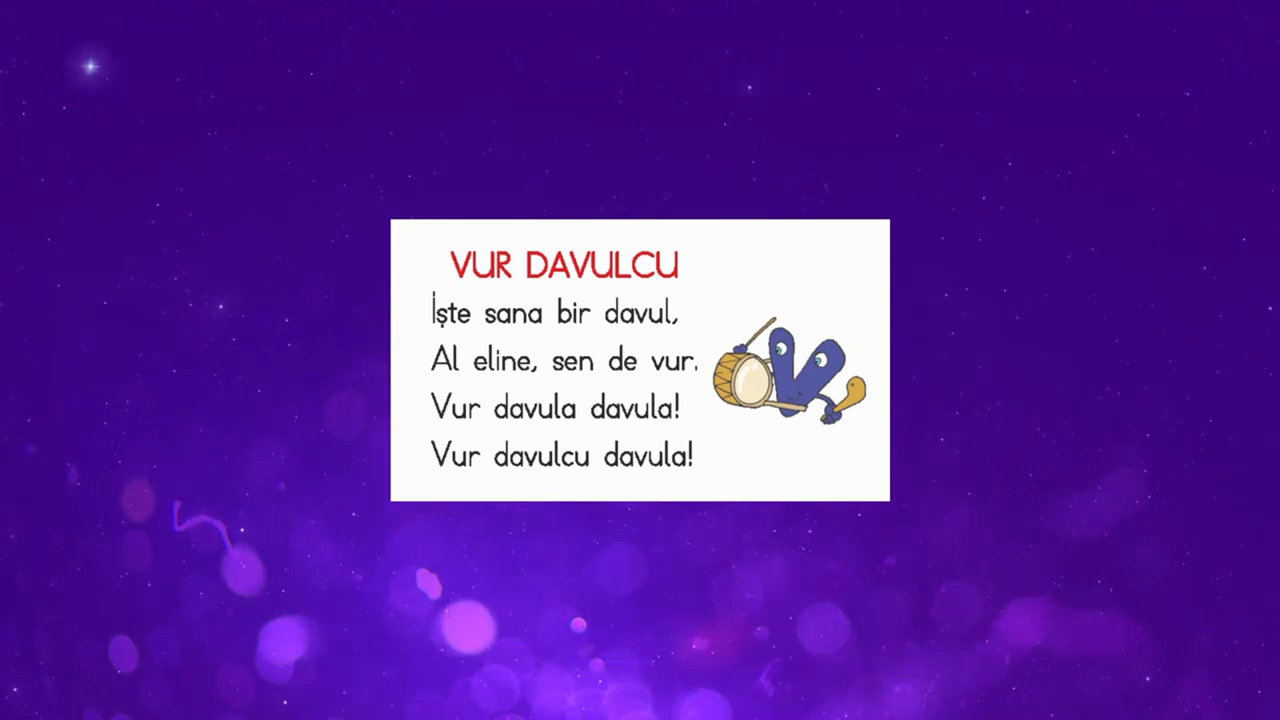 VUR DAVULCU
İşte sana bir davul,
Al eline, sen de vur.
Vur davula davula!
Vur davulcu davula!